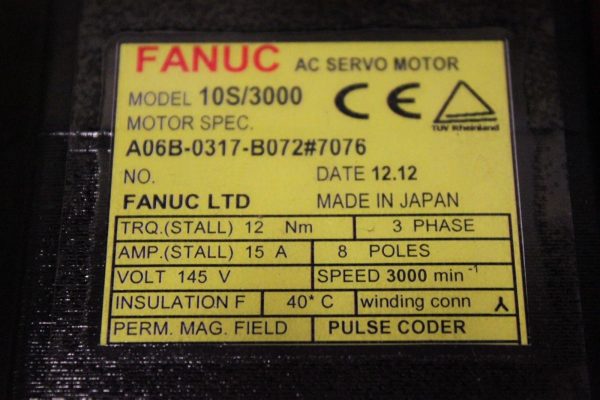 FANUC AC SERVO MOTOR
MODEL 10S/3000
CE
TUV Rheinland
MOTOR SPEC.
A06B-0317-B072#7076
NO. DATE 12.12
FANUC LTD MADE IN JAPAN
TRQ.(STALL) 12 Nm 3 PHASE
AMP.(STALL) 15 A 8 POLES
VOLT 145 V SPEED 3000 min-1
INSULATION F 40* C winding conn
PERM. MAG. FIELD PULSE CODER